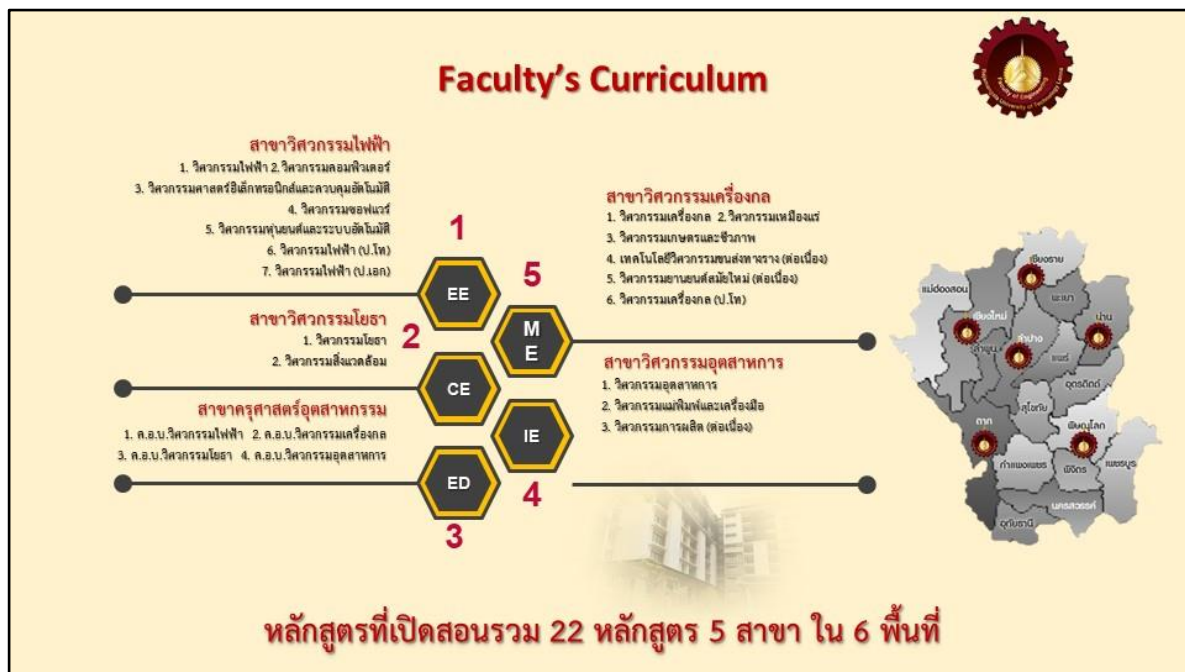 Faculty's Curriculum
Faculty of Engineering
Rajamangala University of Technology Lanna
สาขาวิศวกรรมไฟฟ้า
1. วิศวกรรมไฟฟ้า 2.วิศวกรรมคอมพิวเตอร์
3. วิศวกรรมศาสตร์อิเล็กทรอนิกส์และควบคุมอัตโนมัติ
4. วิศวกรรมซอฟแวร์
5. วิศวกรรมหุ่นยนต์และระบบอัตโนมัติ
6. วิศวกรรมไฟฟ้า (ป.โท)
7. วิศวกรรมไฟฟ้า (ป.เอก)
1
EE
สาขาวิศวกรรมโยธา
1. วิศวกรรมโยธา
2. วิศวกรรมสิ่งแวดล้อม
2
CE
สาขาครุศาสตร์อุตสาหกรรม
1. ค.อ.บ.วิศวกรรมไฟฟ้า 2. ค.อ.บ.วิศวกรรมเครื่องกล
3. ค.อ.บ.วิศวกรรมโยธา 4. ค.อ.บ.วิศวกรรมอุตสาหการ
ED
3
สาขาวิศวกรรมเครื่องกล
1. วิศวกรรมเครื่องกล 2. วิศวกรรมเหมืองแร่
3. วิศวกรรมเกษตรและชีวภาพ
4. เทคโนโลยีวิศวกรรมขนส่งทางราง (ต่อเนื่อง)
5. วิศวกรรมยานยนต์สมัยใหม่ (ต่อเนื่อง)
6. วิศวกรรมเครื่องกล (ป.โท)
5
M
E
สาขาวิศวกรรมอุตสาหการ
1. วิศวกรรมอุตสาหการ
2. วิศวกรรมแม่พิมพ์และเครื่องมือ
3. วิศวกรรมการผลิต (ต่อเนื่อง)
IE
4
เชียงราย
แม่ฮ่องสอน
พะเยา
เชียงใหม่
น่าน
ลำพูน
ลำปาง
แพร่
อุตรดิตถ์
สุโขทัย
ตาก
พิษณุโลก
กำแพงเพชร
พิจิตร
เพชรบูร
นครสวรรค์
อุทัยธานี
หลักสูตรที่เปิดสอนรวม 22 หลักสูตร 5 สาขา ใน 6 พื้นที่